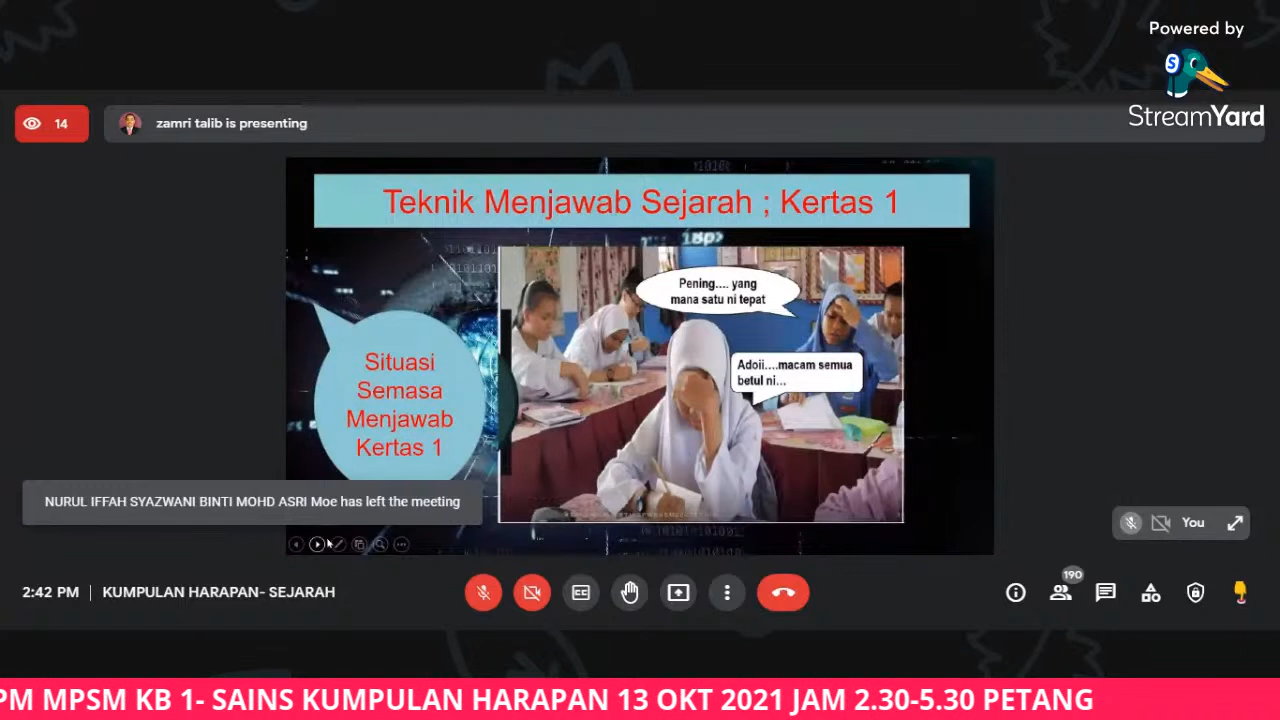 Powered by
StreamYard
14
zamri talib is presenting
Teknik Menjawab Sejarah ; Kertas 1
Pening.... yang
mana satu ni tepat
Adoii....macam semua
betul ni...
Situasi
Semasa
Menjawab
Kertas 1
NURUL IFFAH SYAZWANI BINTI MOHD ASRI Moe has left the meeting
You
2:42 PM
KUMPULAN HARAPAN- SEJARAH
190
PM MPSM KB 1- SAINS KUMPULAN HARAPAN 13 OKT 2021 JAM 2.30-5.30 PETANG